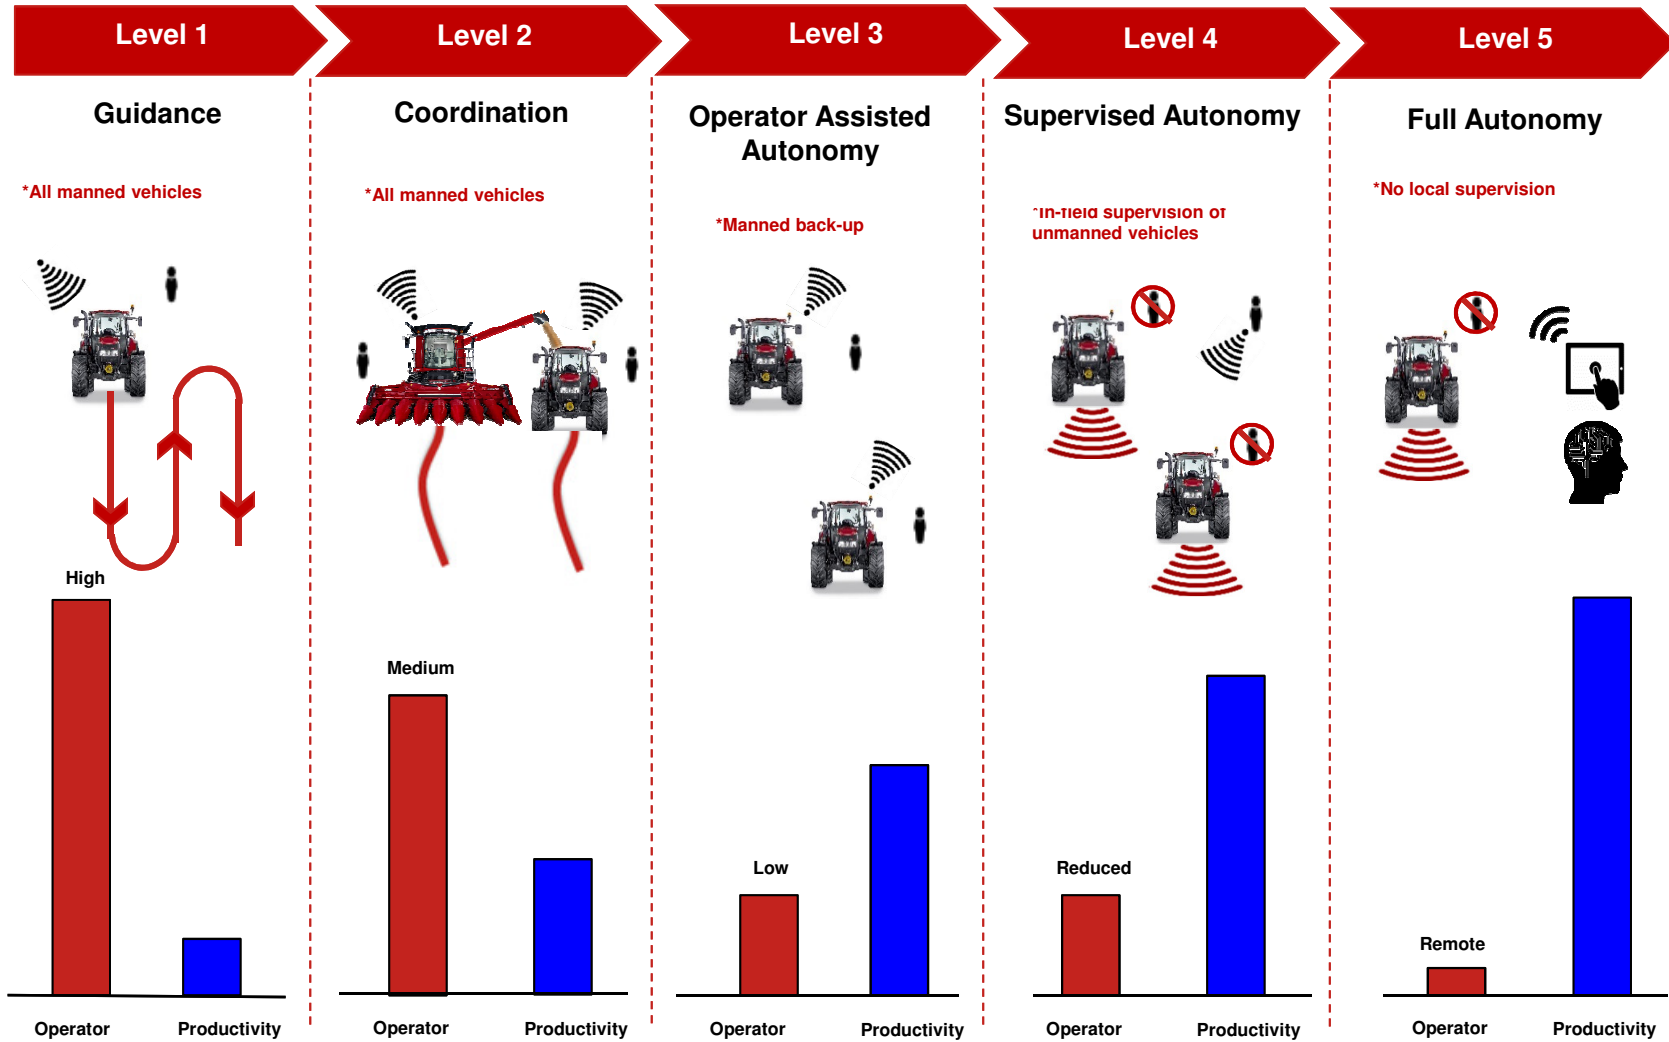 Level 1
Level 2
Level 3
Level 4
Level 5
Guidance
Coordination
Operator Assisted
Autonomy
Supervised Autonomy
Full Autonomy
*All manned vehicles
*All manned vehicles
*Manned back-up
*In-field supervision of
unmanned vehicles
*No local supervision
High
Medium
Low
Reduced
Remote
Operator
Productivity
Operator
Productivity
Operator
Productivity
Operator
Productivity
Operator
Productivity